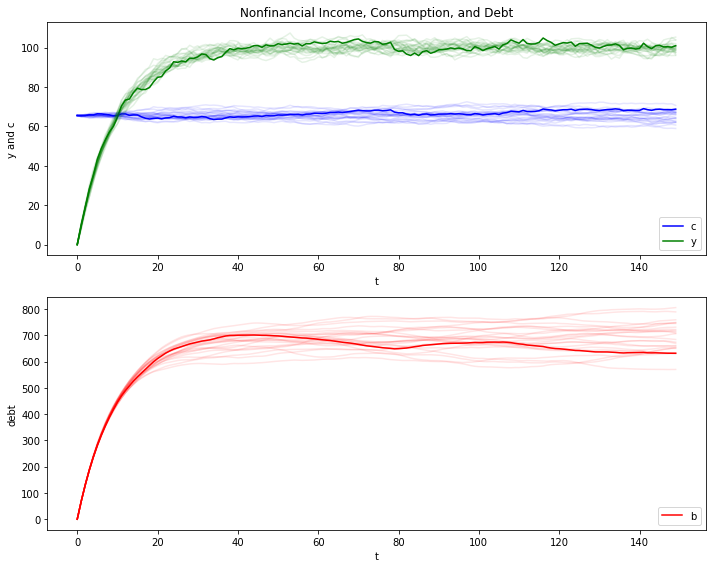 Nonfinancial Income, Consumption, and Debt
100
80
60
40
20
0
y and c
c
y
0 20 40 60 80 100 120 140
t
800
700
600
500
400
300
200
100
0
debt
b
0 20 40 60 80 100 120 140
t